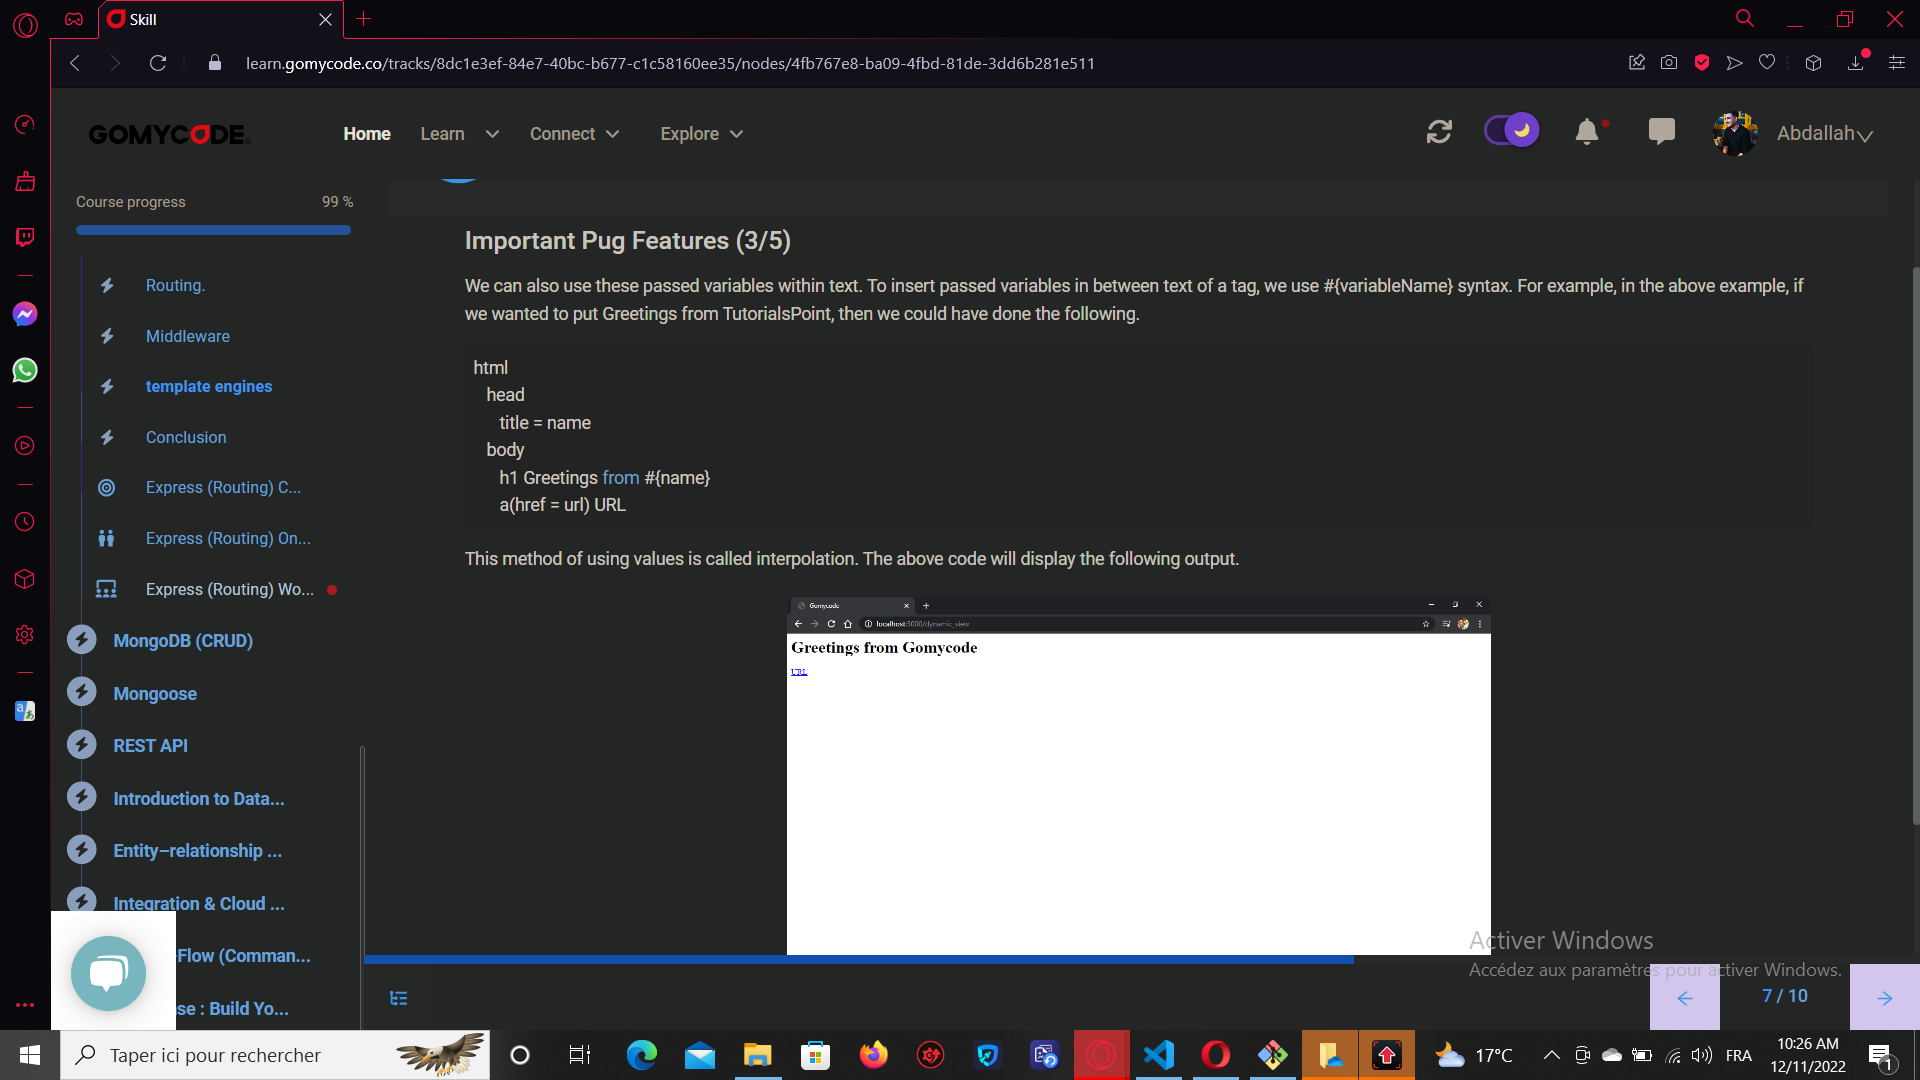 Skill
learn.gomycode.co/tracks/8dc1e3ef-84e7-40bc-b677-c1c58160ee35/nodes/4fb767e8-ba09-4fbd-81de-3dd6b281e511
GOMYCODE
Home
Learn
Connect
Explore
Abdallah
Course progress
99 %
Routing.
Middleware
template engines
Conclusion
Express (Routing) C...
Express (Routing) On...
Express (Routing) Wo...
MongoDB (CRUD)
Mongoose
REST API
Introduction to Data...
Entity–relationship ...
Integration & Cloud ...
-Flow (Comman...
se : Build Yo...
Important Pug Features (3/5)
We can also use these passed variables within text. To insert passed variables in between text of a tag, we use #{variableName} syntax. For example, in the above example, if
we wanted to put Greetings from TutorialsPoint, then we could have done the following.
html
head
title = name
body
h1 Greetings from #{name}
a(href = url) URL
This method of using values is called interpolation. The above code will display the following output.
Gomycode
localhost:3000/dynamic_view
Greetings from Gomycode
URL
Activer Windows
Accédez aux paramètres pour activer Windows.
7 / 10
Taper ici pour rechercher
17°C
FRA
10:26 AM
12/11/2022
1